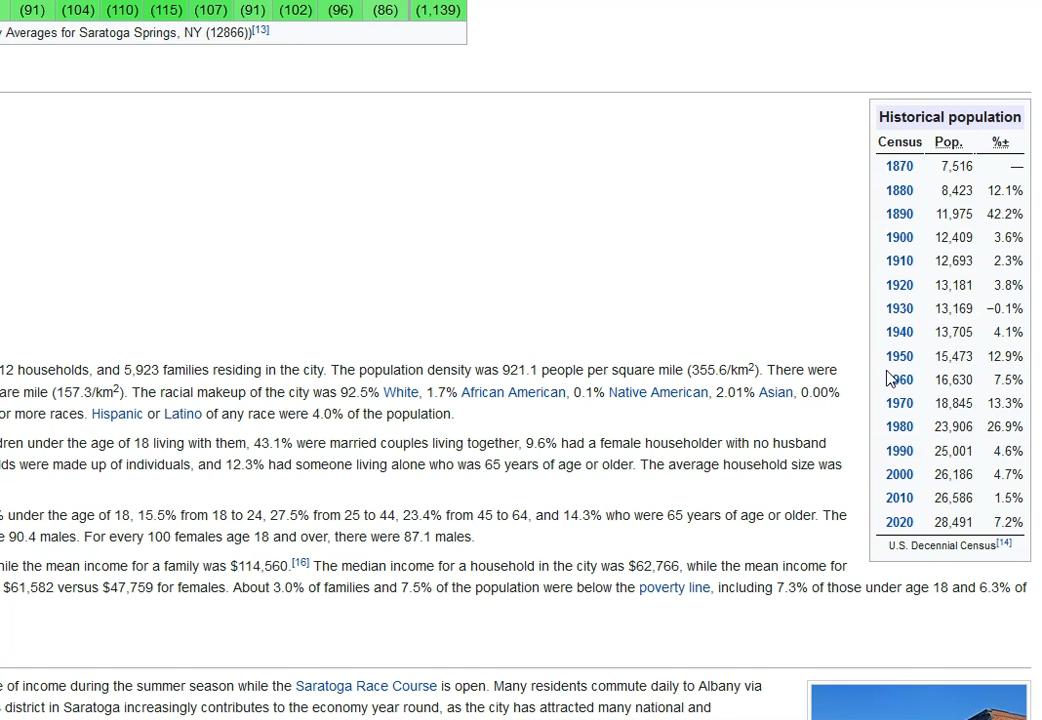 (91) (104) (110) (115) (107) (91) (102) (96) (86) (1,139)
Averages for Saratoga Springs, NY (12866))[13]
Historical population
Census Pop. %±
1870 7,516 —
1880 8,423 12.1%
1890 11,975 42.2%
1900 12,409 3.6%
1910 12,693 2.3%
1920 13,181 3.8%
1930 13,169 −0.1%
1940 13,705 4.1%
1950 15,473 12.9%
1960 16,630 7.5%
1970 18,845 13.3%
1980 23,906 26.9%
1990 25,001 4.6%
2000 26,186 4.7%
2010 26,586 1.5%
2020 28,491 7.2%
U.S. Decennial Census[14]
12 households, and 5,923 families residing in the city. The population density was 921.1 people per square mile (355.6/km2). There were
are mile (157.3/km2). The racial makeup of the city was 92.5% White, 1.7% African American, 0.1% Native American, 2.01% Asian, 0.00%
or more races. Hispanic or Latino of any race were 4.0% of the population.
dren under the age of 18 living with them, 43.1% were married couples living together, 9.6% had a female householder with no husband
lds were made up of individuals, and 12.3% had someone living alone who was 65 years of age or older. The average household size was
% under the age of 18, 15.5% from 18 to 24, 27.5% from 25 to 44, 23.4% from 45 to 64, and 14.3% who were 65 years of age or older. The
e 90.4 males. For every 100 females age 18 and over, there were 87.1 males.
hile the mean income for a family was $114,560.[16] The median income for a household in the city was $62,766, while the mean income for
$61,582 versus $47,759 for females. About 3.0% of families and 7.5% of the population were below the poverty line, including 7.3% of those under age 18 and 6.3% of
e of income during the summer season while the Saratoga Race Course is open. Many residents commute daily to Albany via
district in Saratoga increasingly contributes to the economy year round, as the city has attracted many national and